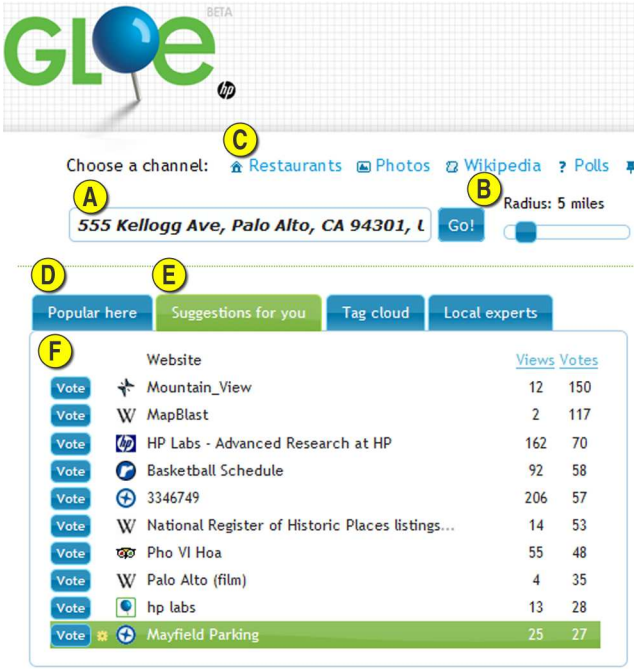 BETA
GLOE
hp
C
Choose a channel: Restaurants Photos Wikipedia ? Polls
A
B
Radius: 5 miles
555 Kellogg Ave, Palo Alto, CA 94301, U
Go!
D
E
Popular here Suggestions for you Tag cloud Local experts
F
Website Views Votes
Vote Mountain_View 12 150
Vote W MapBlast 2 117
Vote hp HP Labs - Advanced Research at HP 162 70
Vote Basketball Schedule 92 58
Vote 3346749 206 57
Vote W National Register of Historic Places listings... 14 53
Vote Pho VI Hoa 55 48
Vote W Palo Alto (film) 4 35
Vote hp labs 13 28
Vote Mayfield Parking 25 27